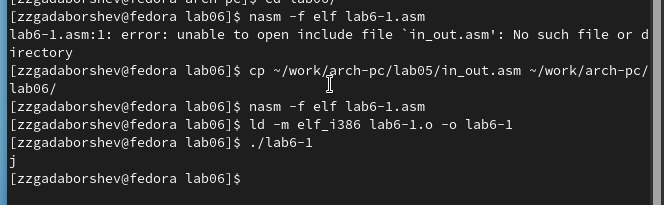 [zzgadaborshev@fedora arch-pc]$ cd lab06/
[zzgadaborshev@fedora lab06]$ nasm -f elf lab6-1.asm
lab6-1.asm:1: error: unable to open include file `in_out.asm': No such file or d
irectory
[zzgadaborshev@fedora lab06]$ cp ~/work/arch-pc/lab05/in_out.asm ~/work/arch-pc/
lab06/
[zzgadaborshev@fedora lab06]$ nasm -f elf lab6-1.asm
[zzgadaborshev@fedora lab06]$ ld -m elf_i386 lab6-1.o -o lab6-1
[zzgadaborshev@fedora lab06]$ ./lab6-1
j
[zzgadaborshev@fedora lab06]$